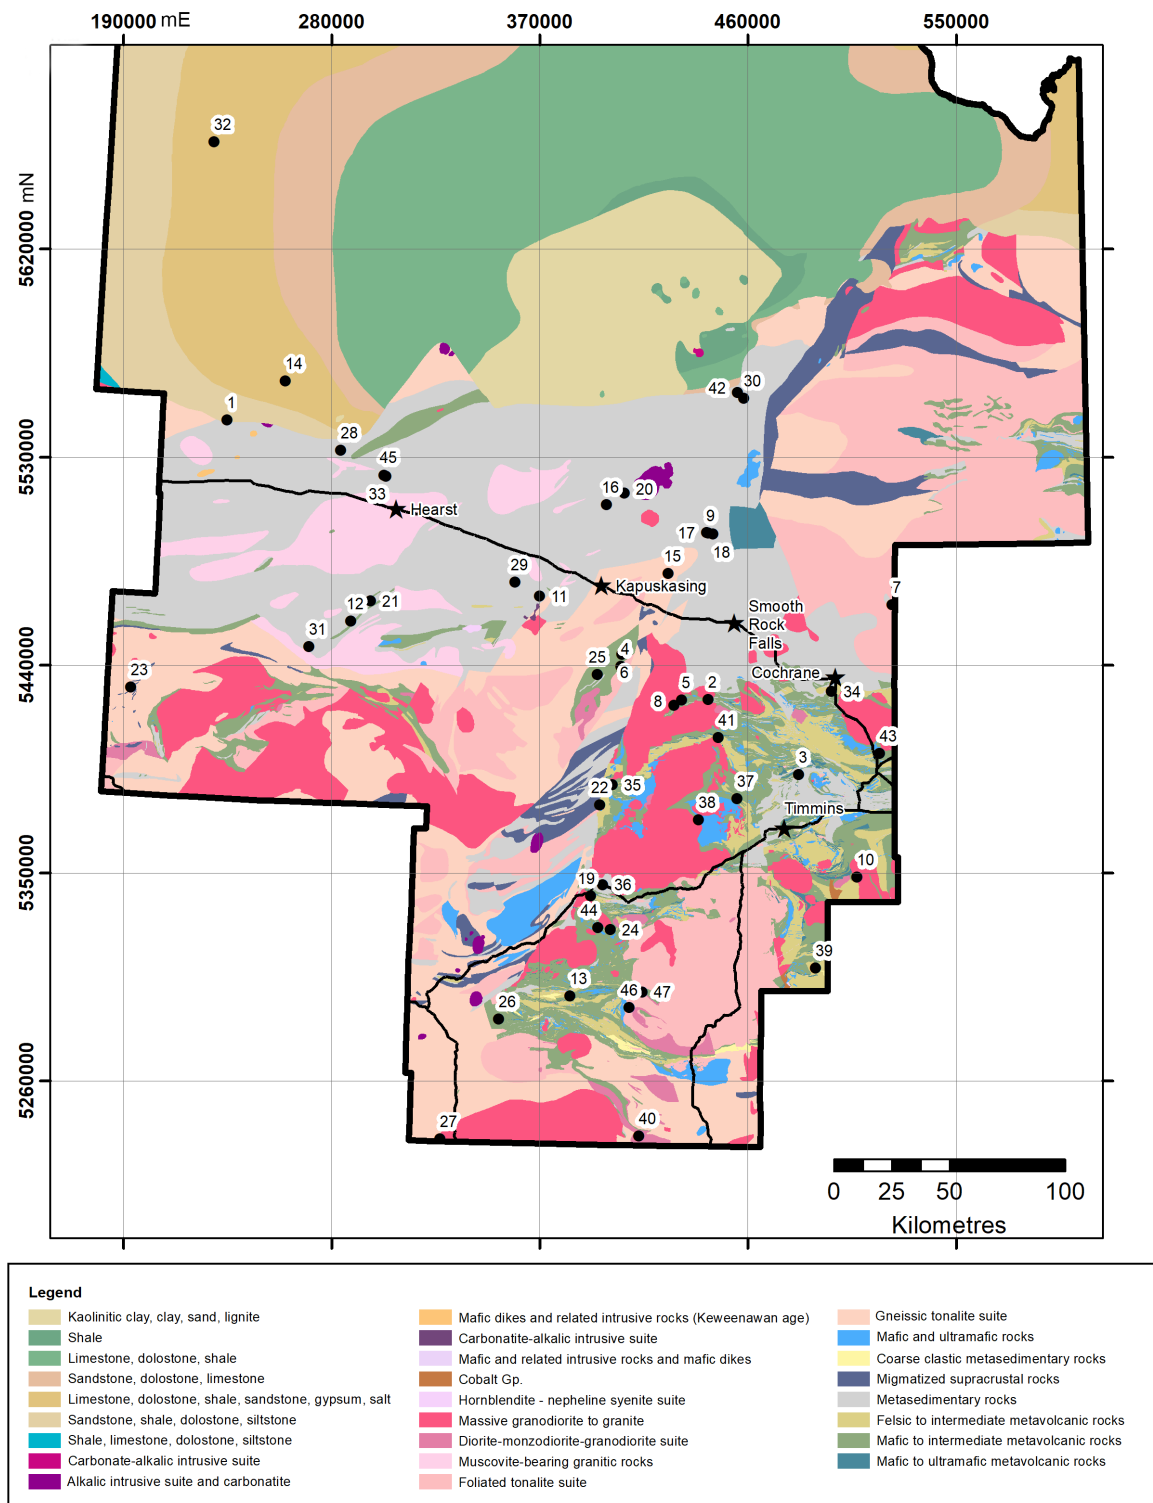 190000 mE 280000 370000 460000 550000
5620000 mN
5530000
5440000
5350000
5260000
32
14
1
28
45
33
Hearst
42 30
16 20
9
17
18
15
Kapuskasing
29
11
12 21
31
23
7
Smooth
Rock
Falls
Cochrane
34
4
25
6
5 2
8
41
43
3
37
35
22
38
Timmins
10
19 36
44
24
39
13
46 47
26
27
40
0 25 50 100
Kilometres
Legend
Kaolinitic clay, clay, sand, lignite
Shale
Limestone, dolostone, shale
Sandstone, dolostone, limestone
Limestone, dolostone, shale, sandstone, gypsum, salt
Sandstone, shale, dolostone, siltstone
Shale, limestone, dolostone, siltstone
Carbonate-alkalic intrusive suite
Alkalic intrusive suite and carbonatite
Mafic dikes and related intrusive rocks (Keweenawan age)
Carbonatite-alkalic intrusive suite
Mafic and related intrusive rocks and mafic dikes
Cobalt Gp.
Hornblendite - nepheline syenite suite
Massive granodiorite to granite
Diorite-monzodiorite-granodiorite suite
Muscovite-bearing granitic rocks
Foliated tonalite suite
Gneissic tonalite suite
Mafic and ultramafic rocks
Coarse clastic metasedimentary rocks
Migmatized supracrustal rocks
Metasedimentary rocks
Felsic to intermediate metavolcanic rocks
Mafic to intermediate metavolcanic rocks
Mafic to ultramafic metavolcanic rocks